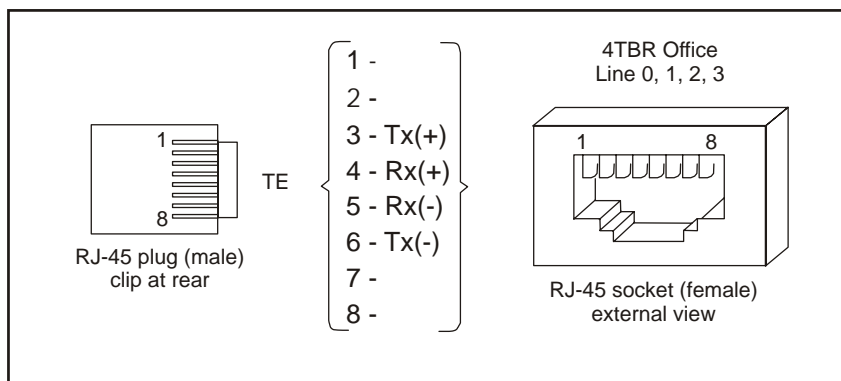 1
8
RJ-45 plug (male)
clip at rear
TE
1 -
2 -
3 - Tx(+)
4 - Rx(+)
5 - Rx(-)
6 - Tx(-)
7 -
8 -
4TBR Office
Line 0, 1, 2, 3
1 8
RJ-45 socket (female)
external view